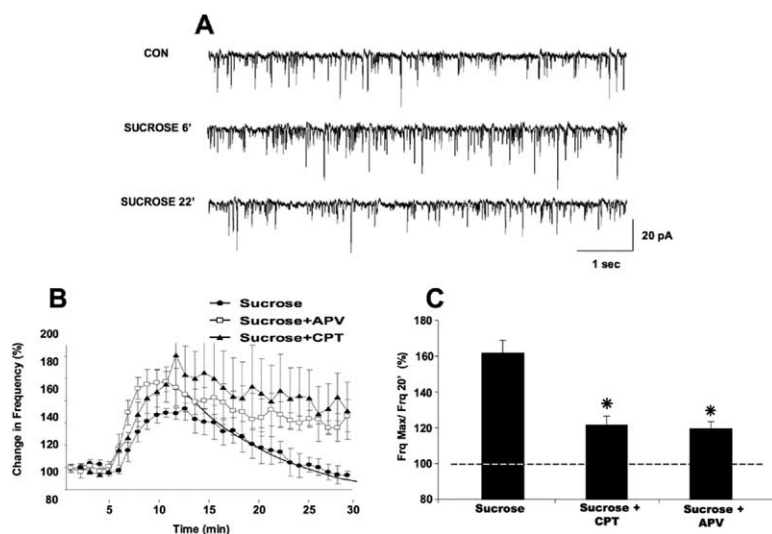 A
CON
SUCROSE 6'
SUCROSE 22'
20 pA
1 sec
B
Sucrose
Sucrose+APV
Sucrose+CPT
Change in Frequency (%)
200
180
160
140
120
100
80
5
10
15
20
25
30
Time (min)
C
Frq Max/ Frq 20' (%)
180
160
140
120
100
80
*
*
Sucrose
Sucrose +
CPT
Sucrose +
APV